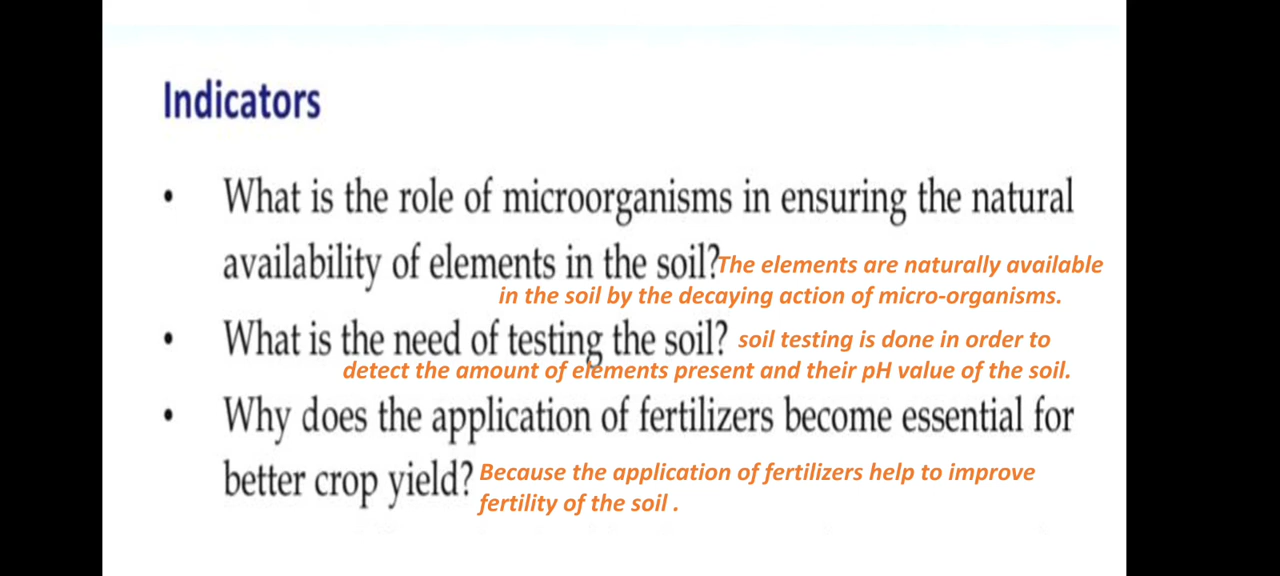 Indicators
• What is the role of microorganisms in ensuring the natural
availability of elements in the soil? The elements are naturally available
in the soil by the decaying action of micro-organisms.
• What is the need of testing the soil? soil testing is done in order to
detect the amount of elements present and their pH value of the soil.
• Why does the application of fertilizers become essential for
better crop yield? Because the application of fertilizers help to improve
fertility of the soil .